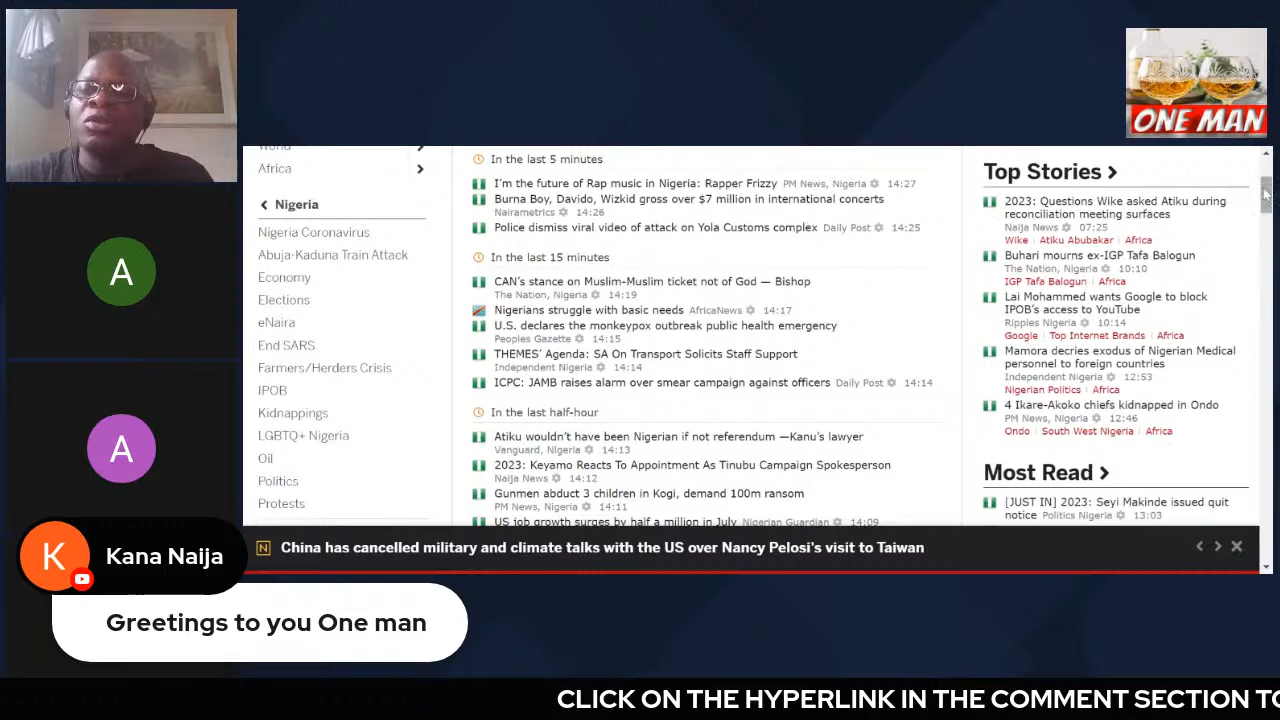 ONE MAN
World
Africa
Nigeria
Nigeria Coronavirus
Abuja-Kaduna Train Attack
Economy
Elections
eNaira
End SARS
Farmers/Herders Crisis
IPOB
Kidnappings
LGBTQ+ Nigeria
Oil
Politics
Protests
In the last 5 minutes
I'm the future of Rap music in Nigeria: Rapper Frizzy PM News, Nigeria 14:27
Burna Boy, Davido, Wizkid gross over $7 million in international concerts
Nairametrics 14:26
Police dismiss viral video of attack on Yola Customs complex Daily Post 14:25
In the last 15 minutes
CAN's stance on Muslim-Muslim ticket not of God — Bishop
The Nation, Nigeria 14:19
Nigerians struggle with basic needs AfricaNews 14:17
U.S. declares the monkeypox outbreak public health emergency
Peoples Gazette 14:15
THEMES' Agenda: SA On Transport Solicits Staff Support
Independent Nigeria 14:14
ICPC: JAMB raises alarm over smear campaign against officers Daily Post 14:14
In the last half-hour
Atiku wouldn't have been Nigerian if not referendum —Kanu's lawyer
Vanguard, Nigeria 14:13
2023: Keyamo Reacts To Appointment As Tinubu Campaign Spokesperson
Naija News 14:12
Gunmen abduct 3 children in Kogi, demand 100m ransom
PM News, Nigeria 14:11
US job growth surges by half a million in July Nigerian Guardian 14:09
Top Stories
2023: Questions Wike asked Atiku during
reconciliation meeting surfaces
Naija News 07:25
Wike Atiku Abubakar Africa
Buhari mourns ex-IGP Tafa Balogun
The Nation, Nigeria 10:10
IGP Tafa Balogun Africa
Lai Mohammed wants Google to block
IPOB's access to YouTube
Ripples Nigeria 10:14
Google Top Internet Brands Africa
Mamora decries exodus of Nigerian Medical
personnel to foreign countries
Independent Nigeria 12:53
Nigerian Politics Africa
4 Ikare-Akoko chiefs kidnapped in Ondo
PM News, Nigeria 12:46
Ondo South West Nigeria Africa
Most Read
[JUST IN] 2023: Seyi Makinde issued quit
notice Politics Nigeria 13:03
N China has cancelled military and climate talks with the US over Nancy Pelosi's visit to Taiwan
A
A
K Kana Naija
Greetings to you One man
CLICK ON THE HYPERLINK IN THE COMMENT SECTION TO